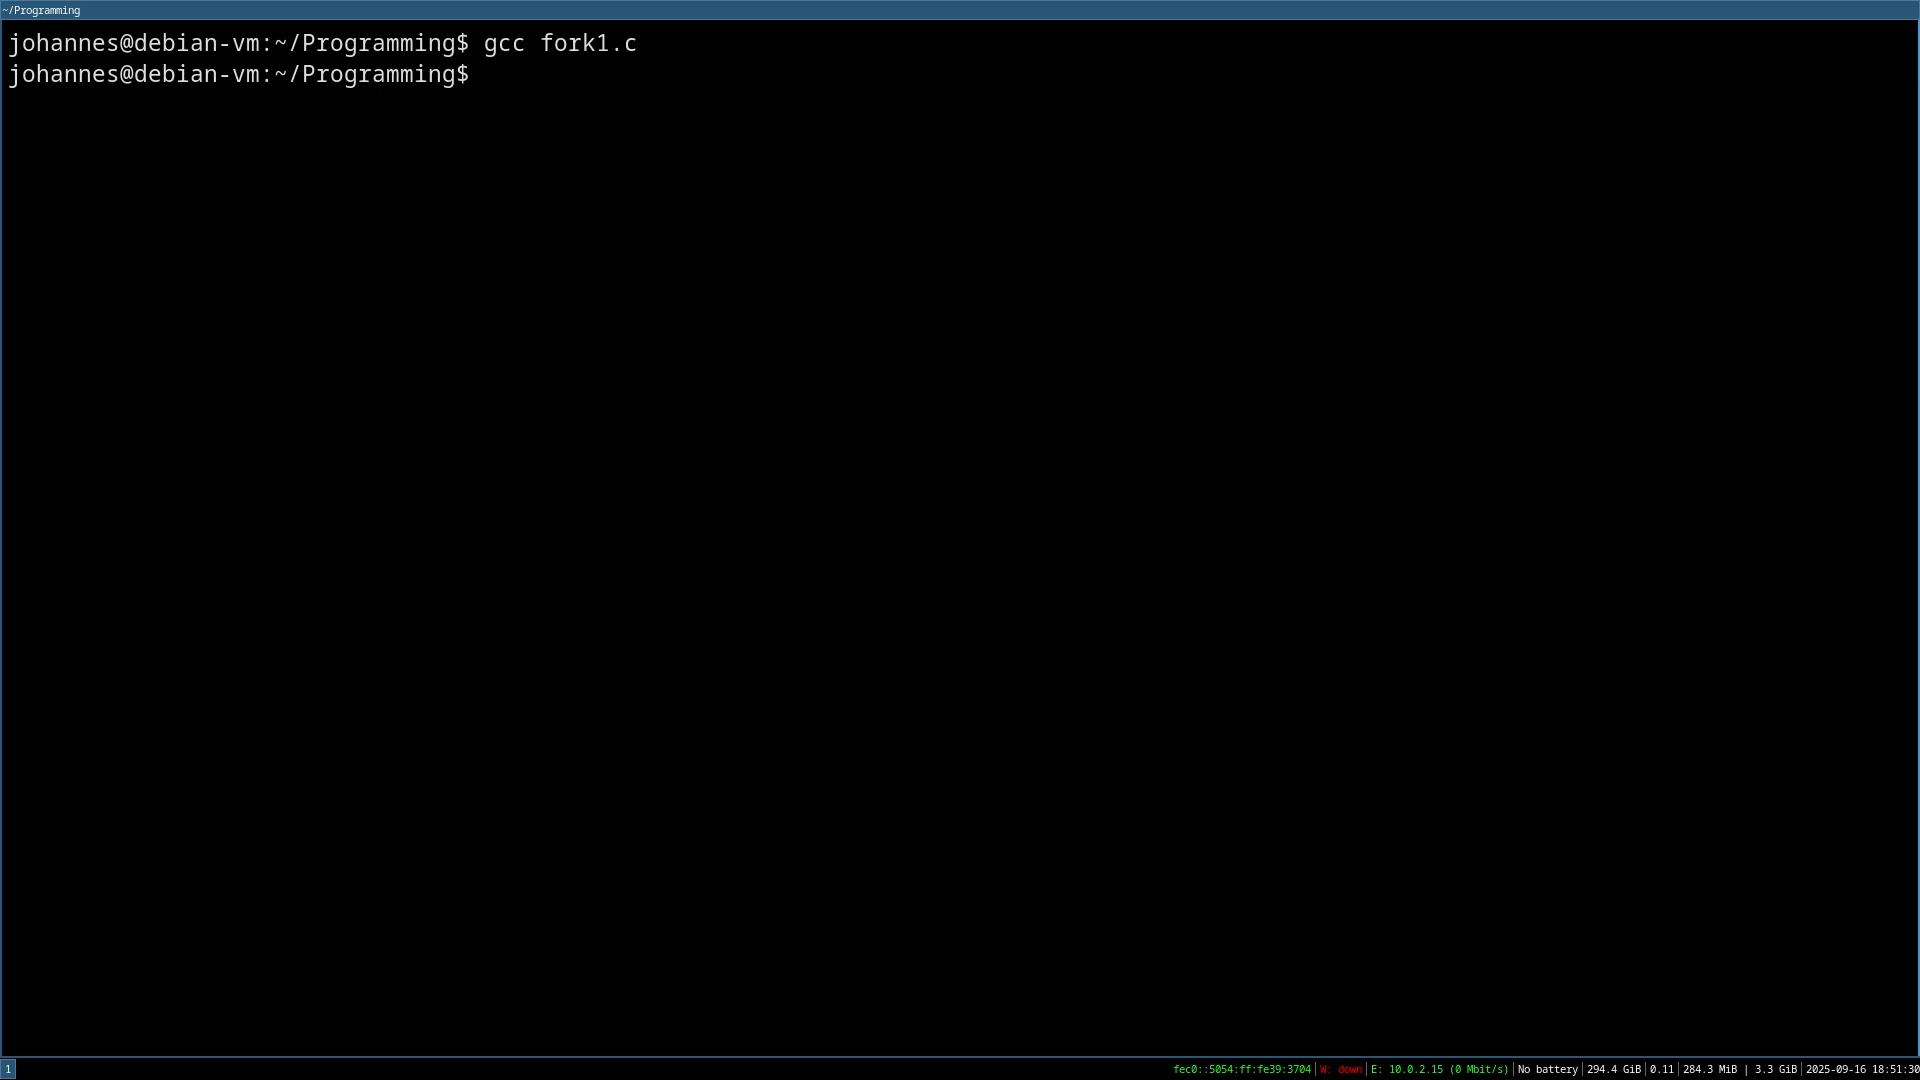 ~/Programming
johannes@debian-vm:~/Programming$ gcc fork1.c
johannes@debian-vm:~/Programming$
1
fec0::5054:ff:fe39:3704|W: down|E: 10.0.2.15 (0 Mbit/s)|No battery|294.4 GiB|0.11|284.3 MiB | 3.3 GiB|2025-09-16 18:51:30